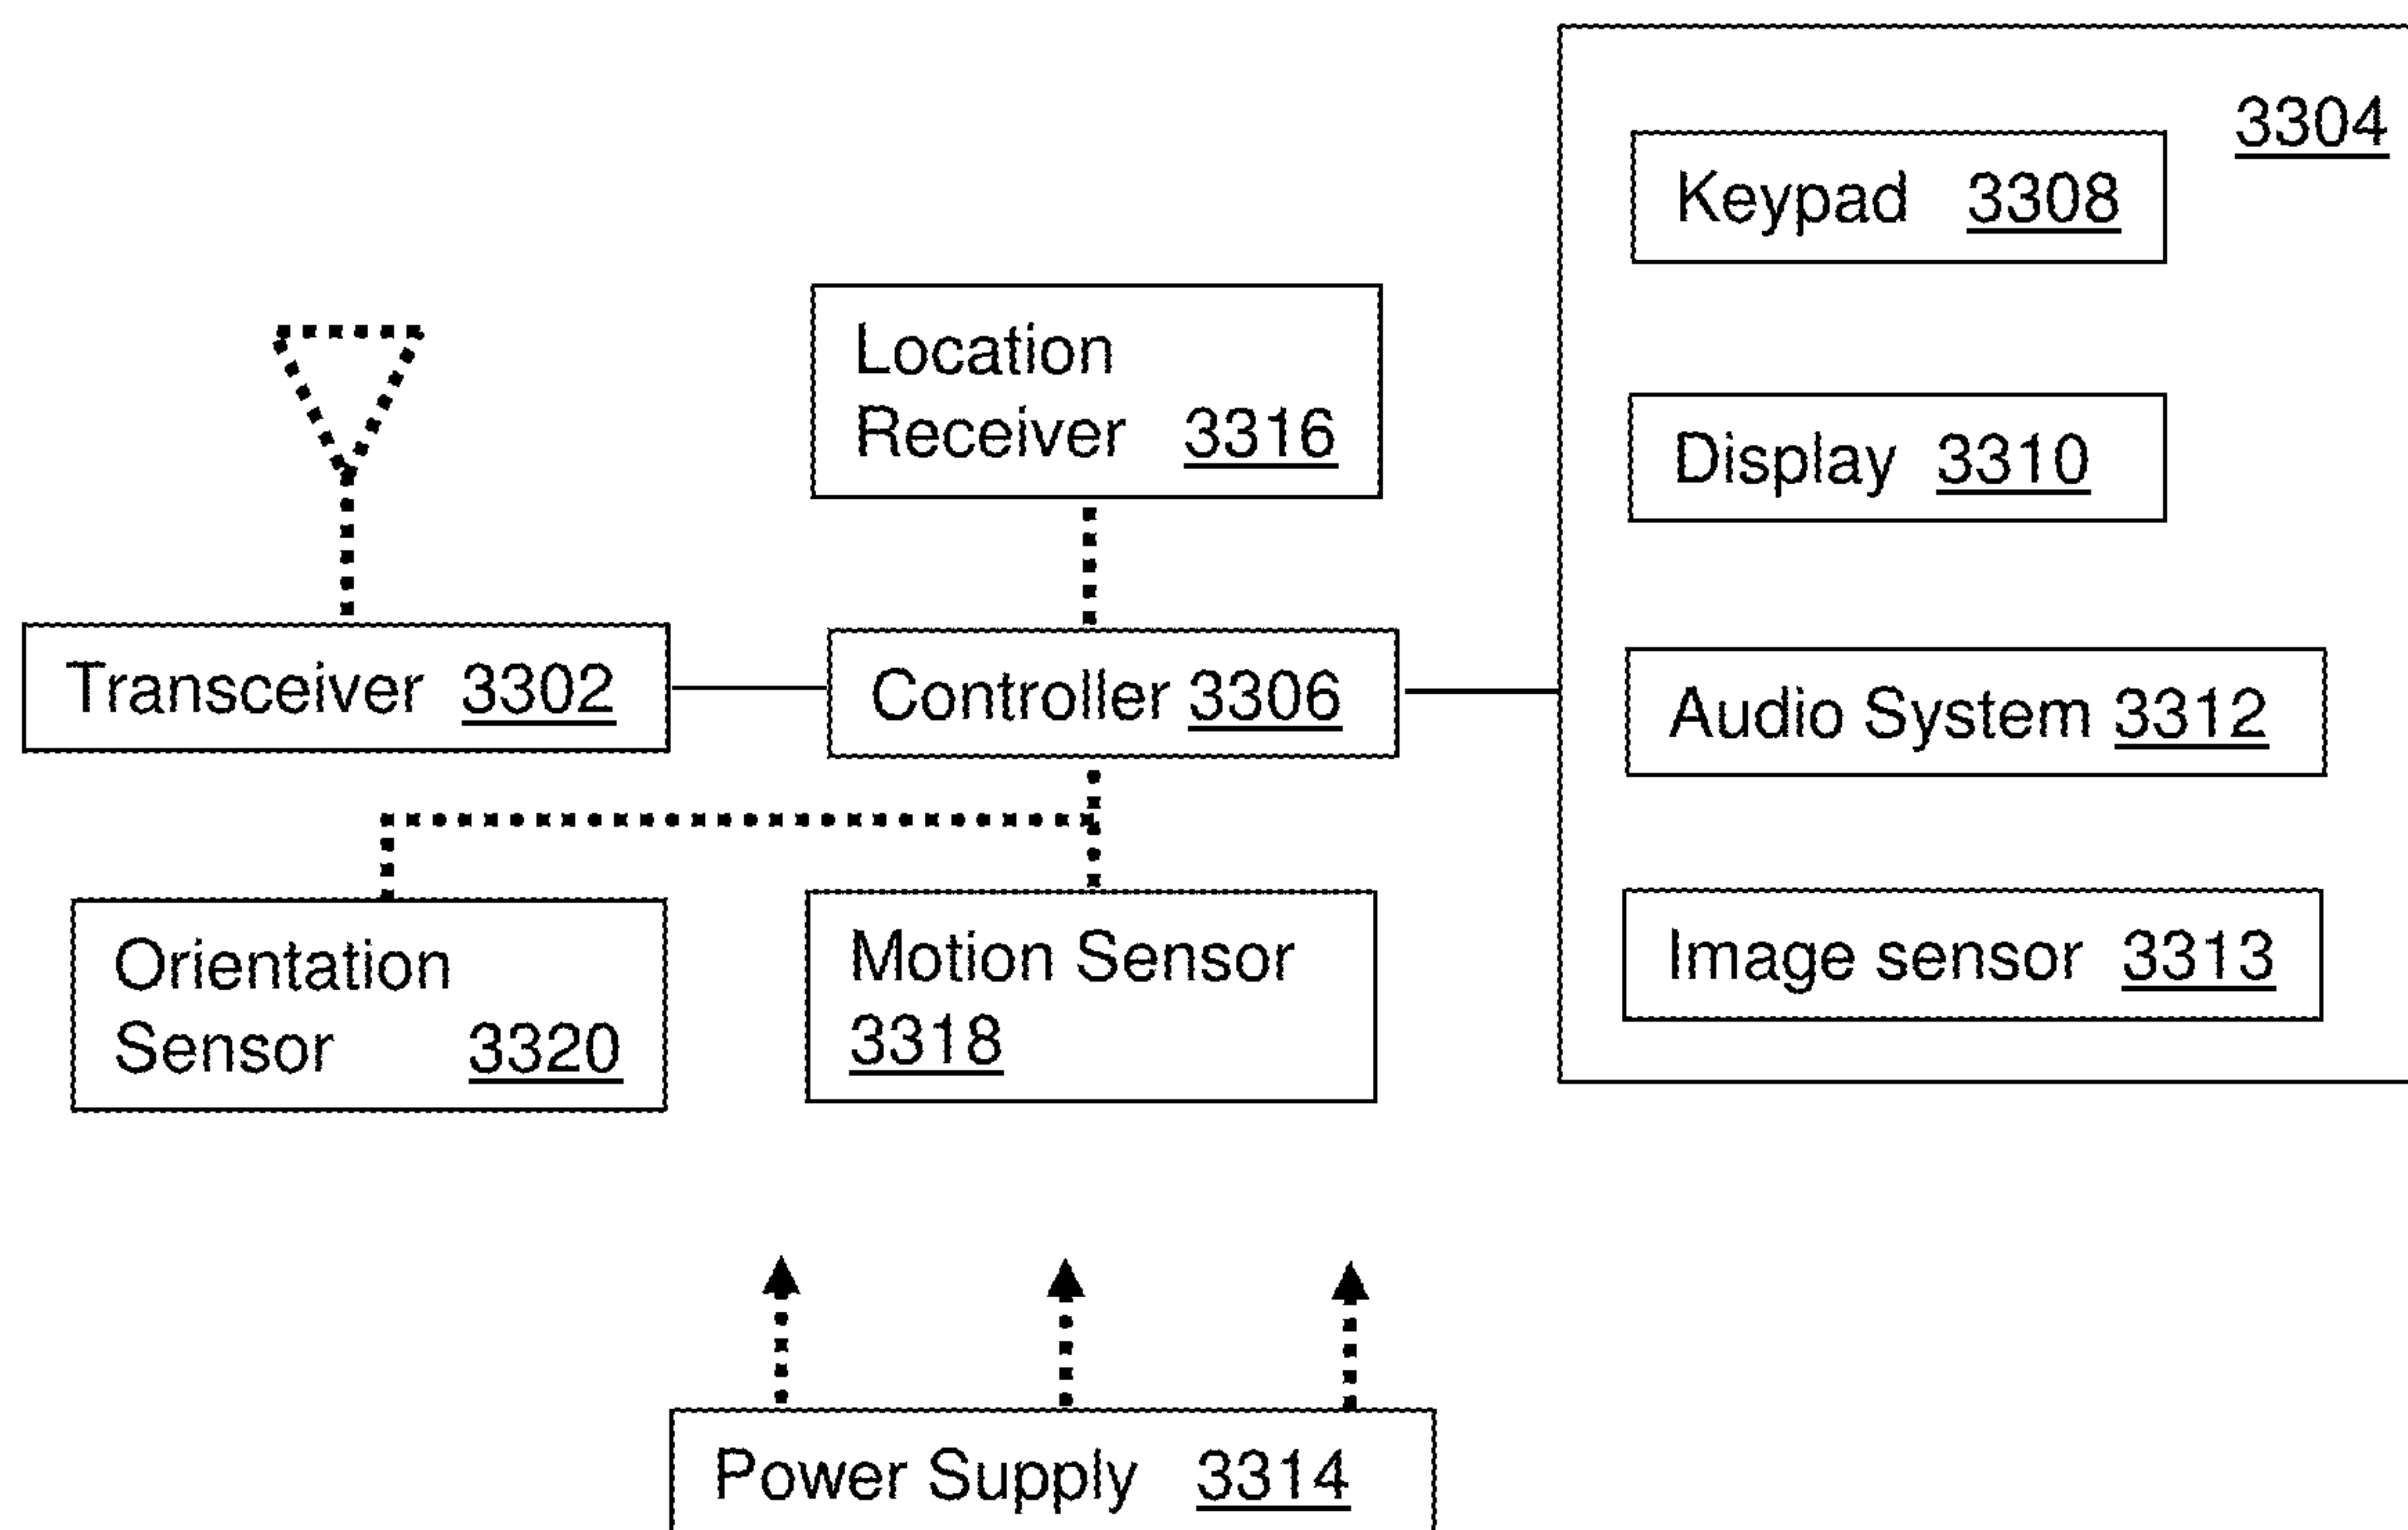 3304
Keypad 3308
Location
Receiver 3316
Display 3310
Transceiver 3302
Controller 3306
Audio System 3312
Orientation
Sensor 3320
Motion Sensor
3318
Image sensor 3313
Power Supply 3314